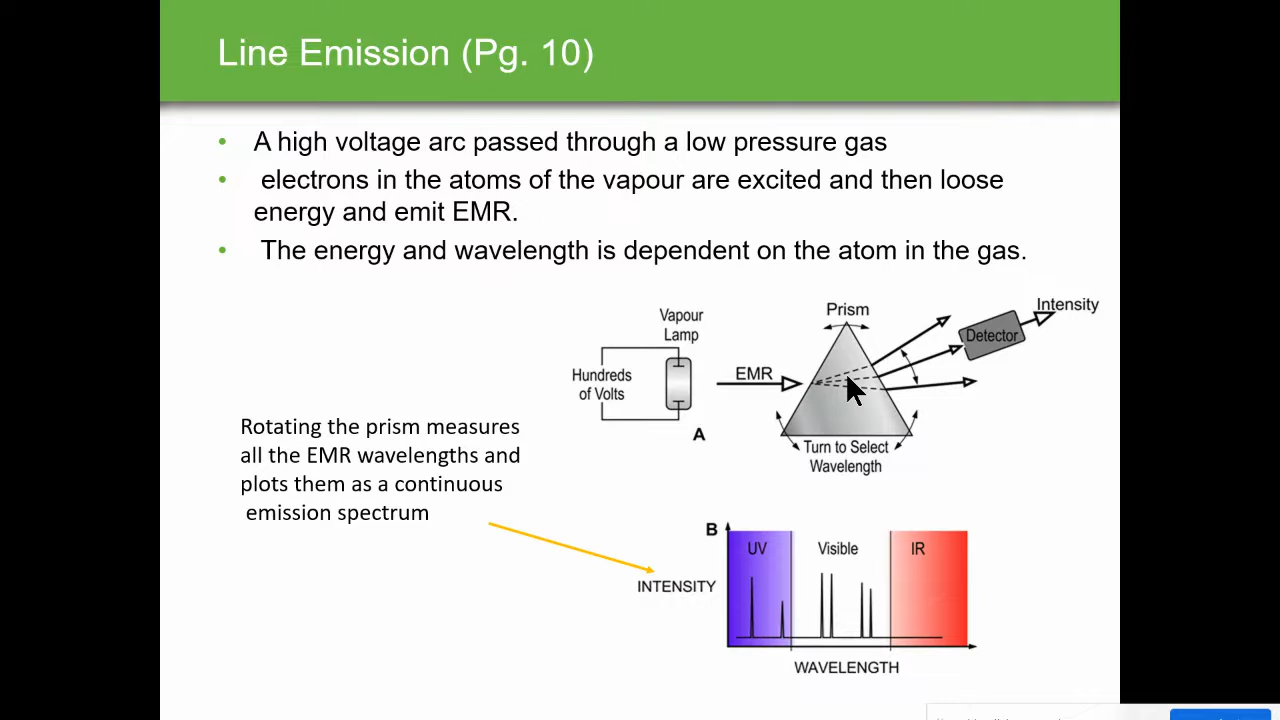 Line Emission (Pg. 10)
• A high voltage arc passed through a low pressure gas
• electrons in the atoms of the vapour are excited and then loose
energy and emit EMR.
• The energy and wavelength is dependent on the atom in the gas.
Vapour
Lamp
Hundreds
of Volts
A
EMR
Prism
Intensity
Detector
Turn to Select
Wavelength
Rotating the prism measures
all the EMR wavelengths and
plots them as a continuous
emission spectrum
B
UV
Visible
IR
INTENSITY
WAVELENGTH